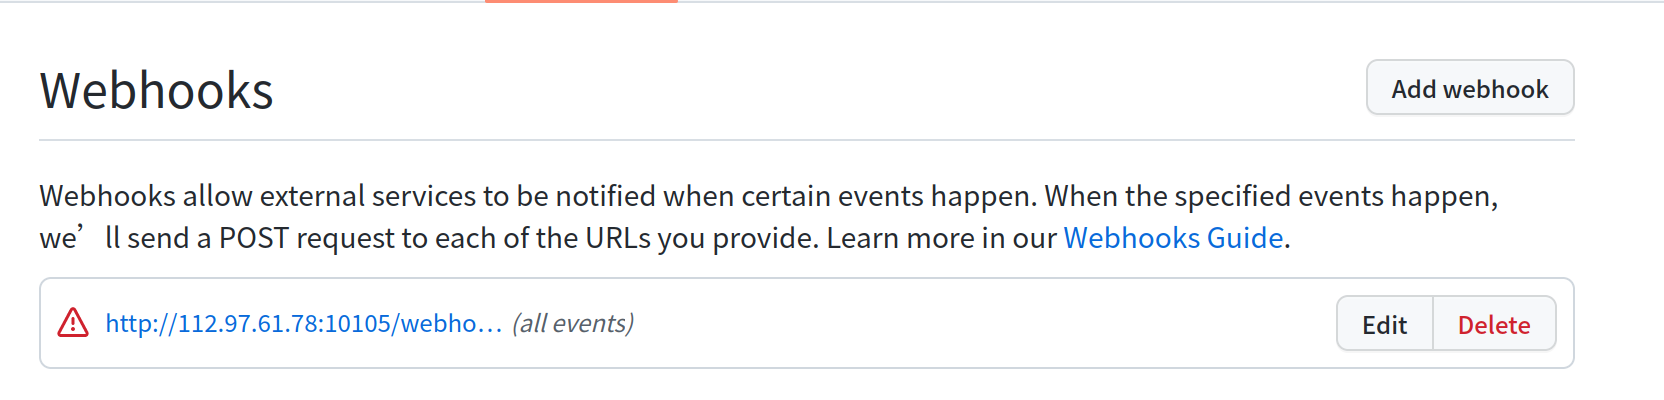 Webhooks
Add webhook
Webhooks allow external services to be notified when certain events happen. When the specified events happen,
we’ll send a POST request to each of the URLs you provide. Learn more in our Webhooks Guide.
http://112.97.61.78:10105/webho… (all events)
Edit
Delete